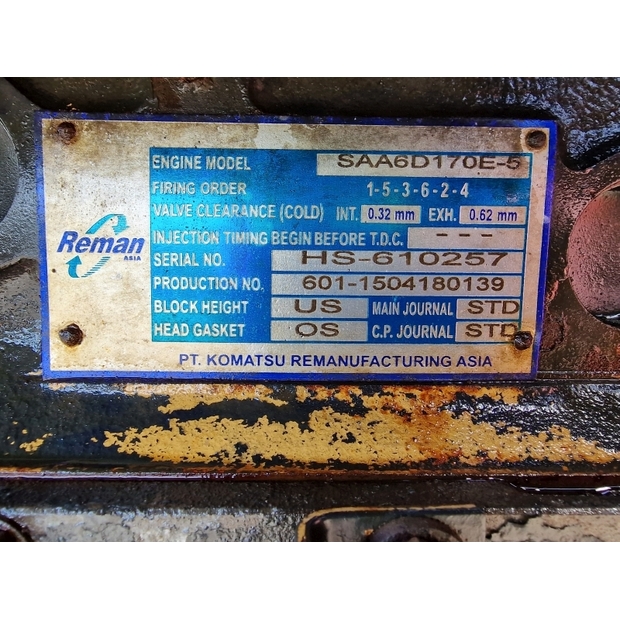 Reman
ASIA
ENGINE MODEL SAA6D170E-5
FIRING ORDER 1-5-3-6-2-4
VALVE CLEARANCE (COLD) INT. 0.32 mm EXH. 0.62 mm
INJECTION TIMING BEGIN BEFORE T.D.C. - - -
SERIAL NO. HS-610257
PRODUCTION NO. 601-1504180139
BLOCK HEIGHT US MAIN JOURNAL STD
HEAD GASKET OS C.P. JOURNAL STD
PT. KOMATSU REMANUFACTURING ASIA